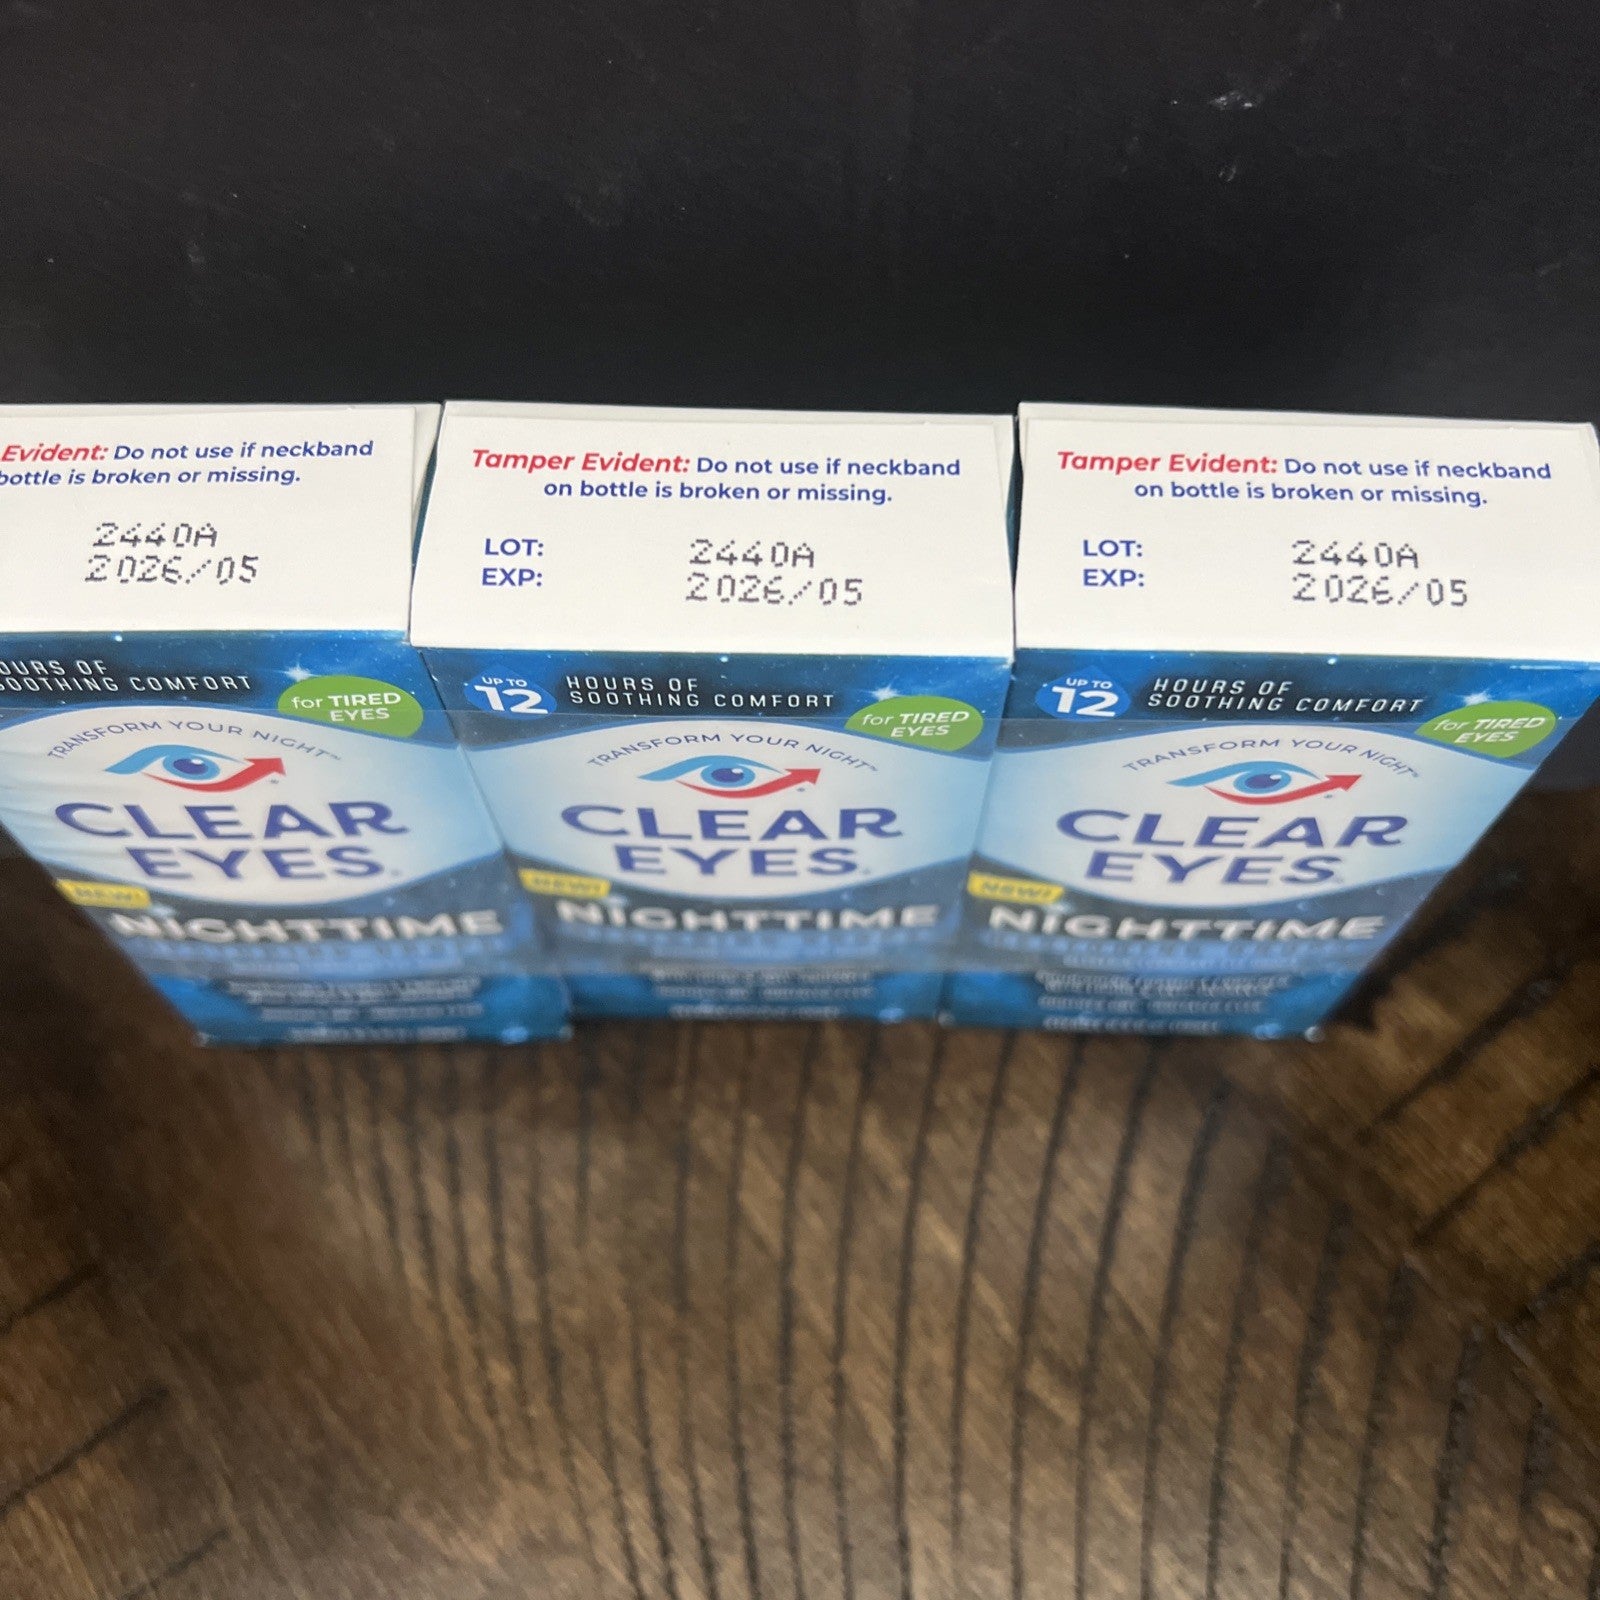 Evident: Do not use if neckband
bottle is broken or missing.
2440A
2026/05
OURS OF
SOOTHING COMFORT
for TIRED
EYES
TRANSFORM YOUR NIGHT™
CLEAR
EYES
NEW!
NIGHTTIME
Tamper Evident: Do not use if neckband
on bottle is broken or missing.
LOT: 2440A
EXP: 2026/05
UP TO
12
HOURS OF
SOOTHING COMFORT
for TIRED
EYES
TRANSFORM YOUR NIGHT™
CLEAR
EYES
NEW!
NIGHTTIME
Tamper Evident: Do not use if neckband
on bottle is broken or missing.
LOT: 2440A
EXP: 2026/05
UP TO
12
HOURS OF
SOOTHING COMFORT
for TIRED
EYES
TRANSFORM YOUR NIGHT™
CLEAR
EYES
NEW!
NIGHTTIME